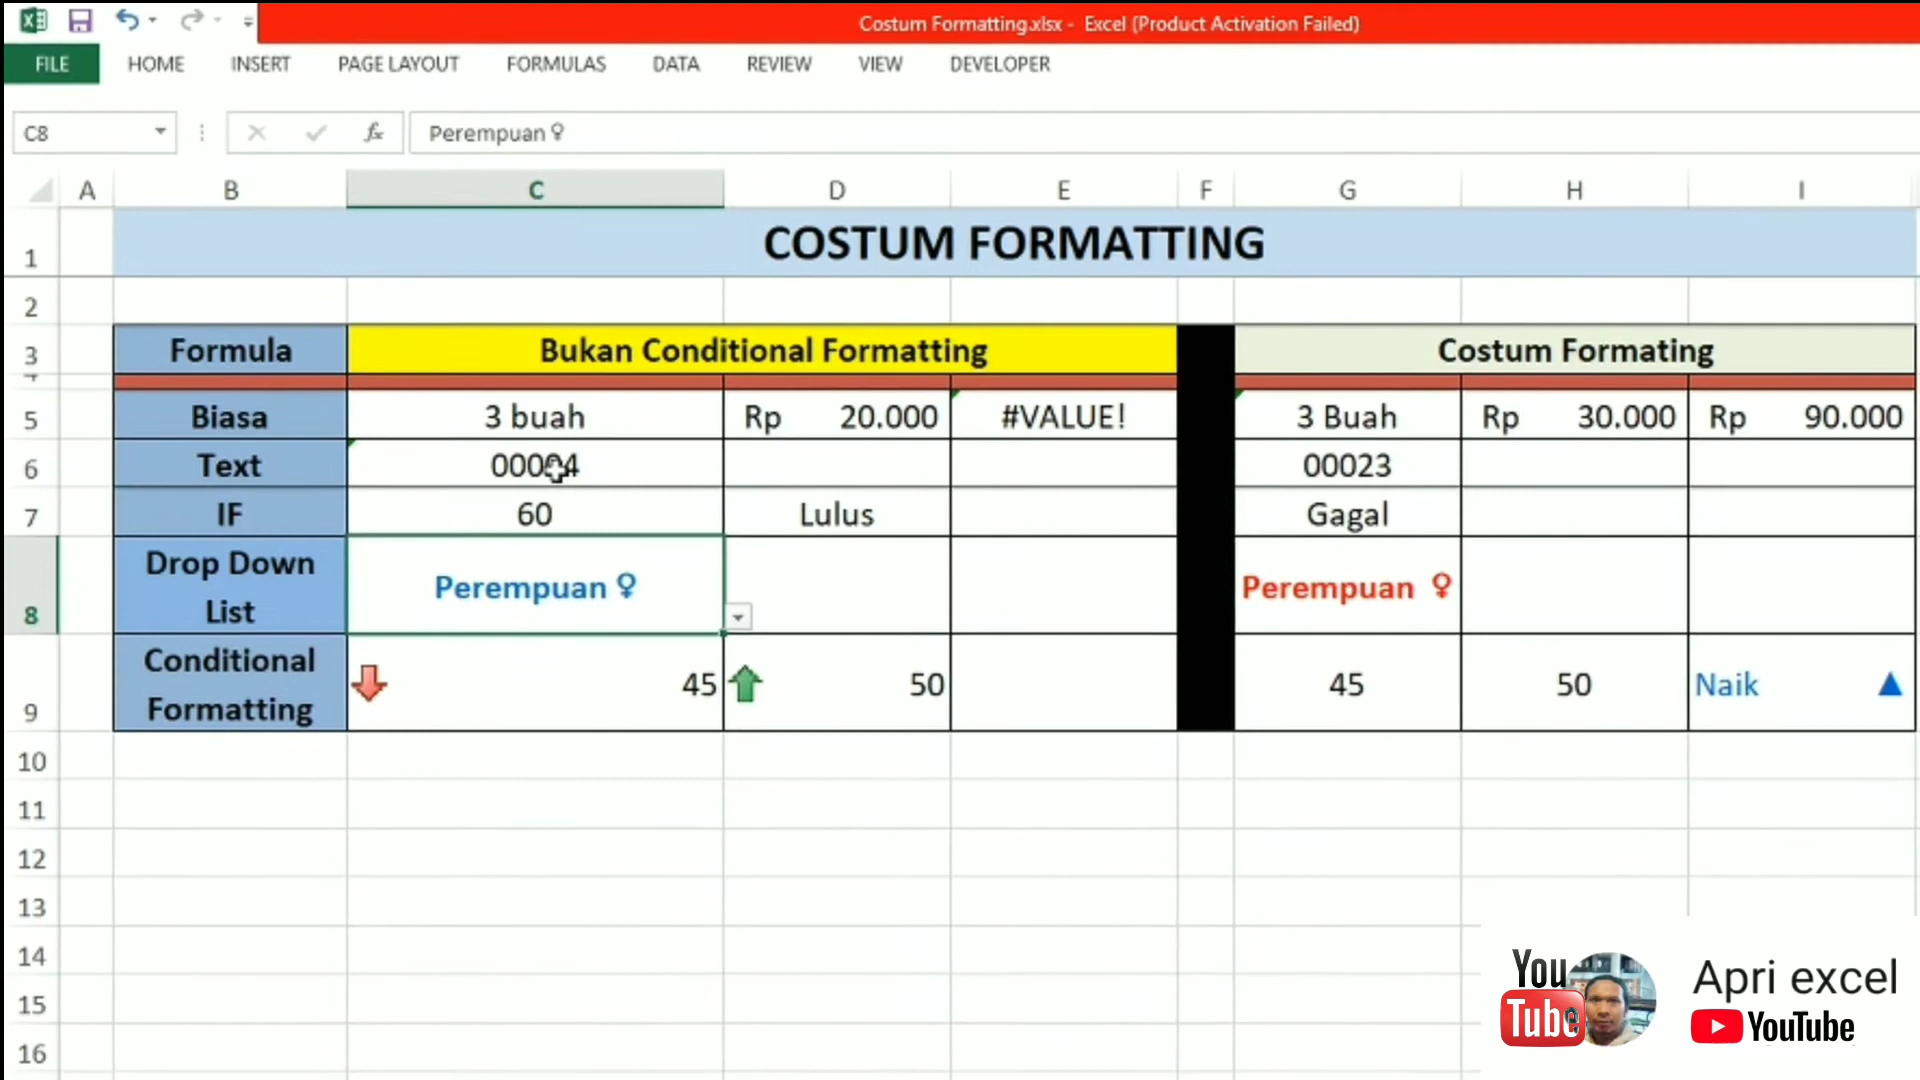 Costum Formatting.xlsx - Excel (Product Activation Failed)
FILE HOME INSERT PAGE LAYOUT FORMULAS DATA REVIEW VIEW DEVELOPER
C8 fx Perempuan ♀
A B C D E F G H I
1 COSTUM FORMATTING
2
3 Formula Bukan Conditional Formatting Costum Formating
4
5 Biasa 3 buah Rp 20.000 #VALUE! 3 Buah Rp 30.000 Rp 90.000
6 Text 00004 00023
7 IF 60 Lulus Gagal
Drop Down
8 List Perempuan ♀ Perempuan ♀
Conditional
9 Formatting 45 50 45 50 Naik ▲
10
11
12
13
14
15
16
You Tube
Apri excel
YouTube